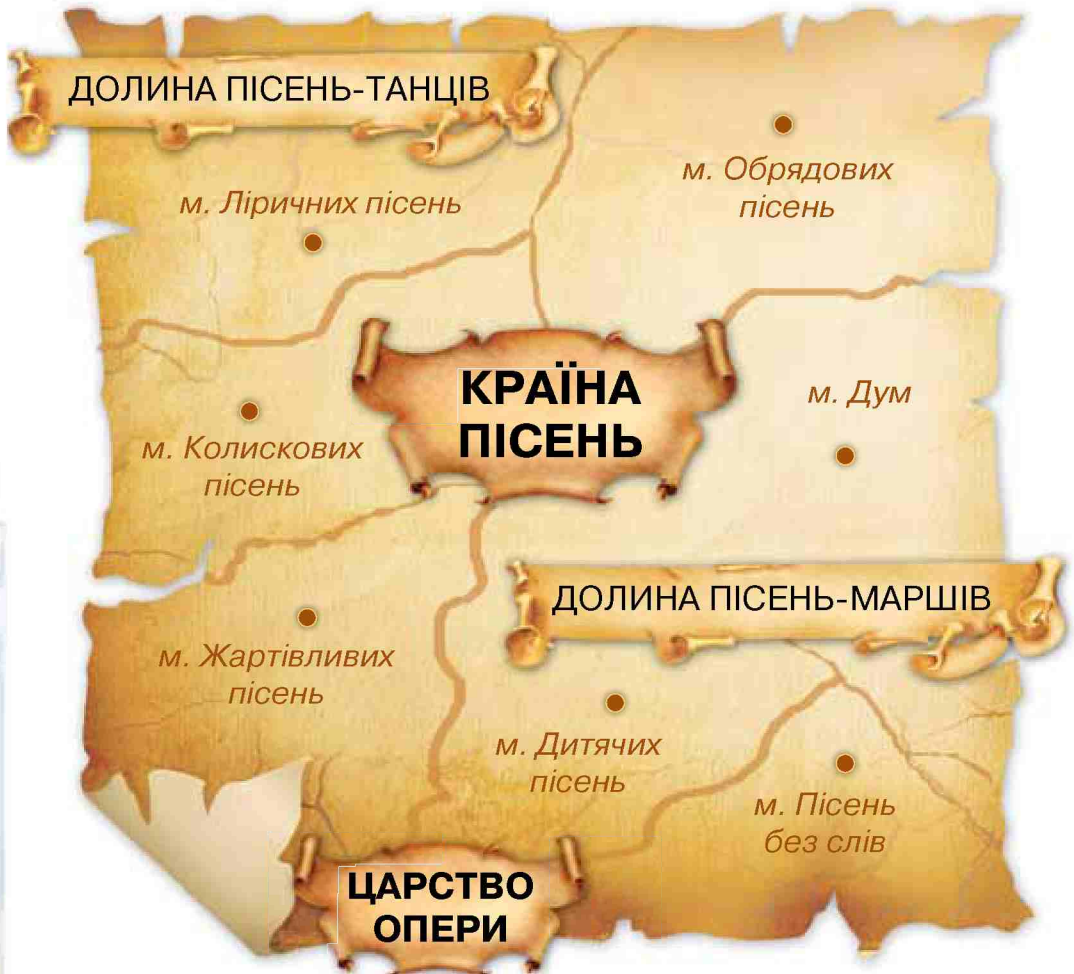 ДОЛИНА ПІСЕНЬ-ТАНЦІВ
м. Обрядових
пісень
м. Ліричних пісень
КРАЇНА
ПІСЕНЬ
м. Дум
м. Колискових
пісень
ДОЛИНА ПІСЕНЬ-МАРШІВ
м. Жартівливих
пісень
м. Дитячих
пісень
м. Пісень
без слів
ЦАРСТВО
ОПЕРИ